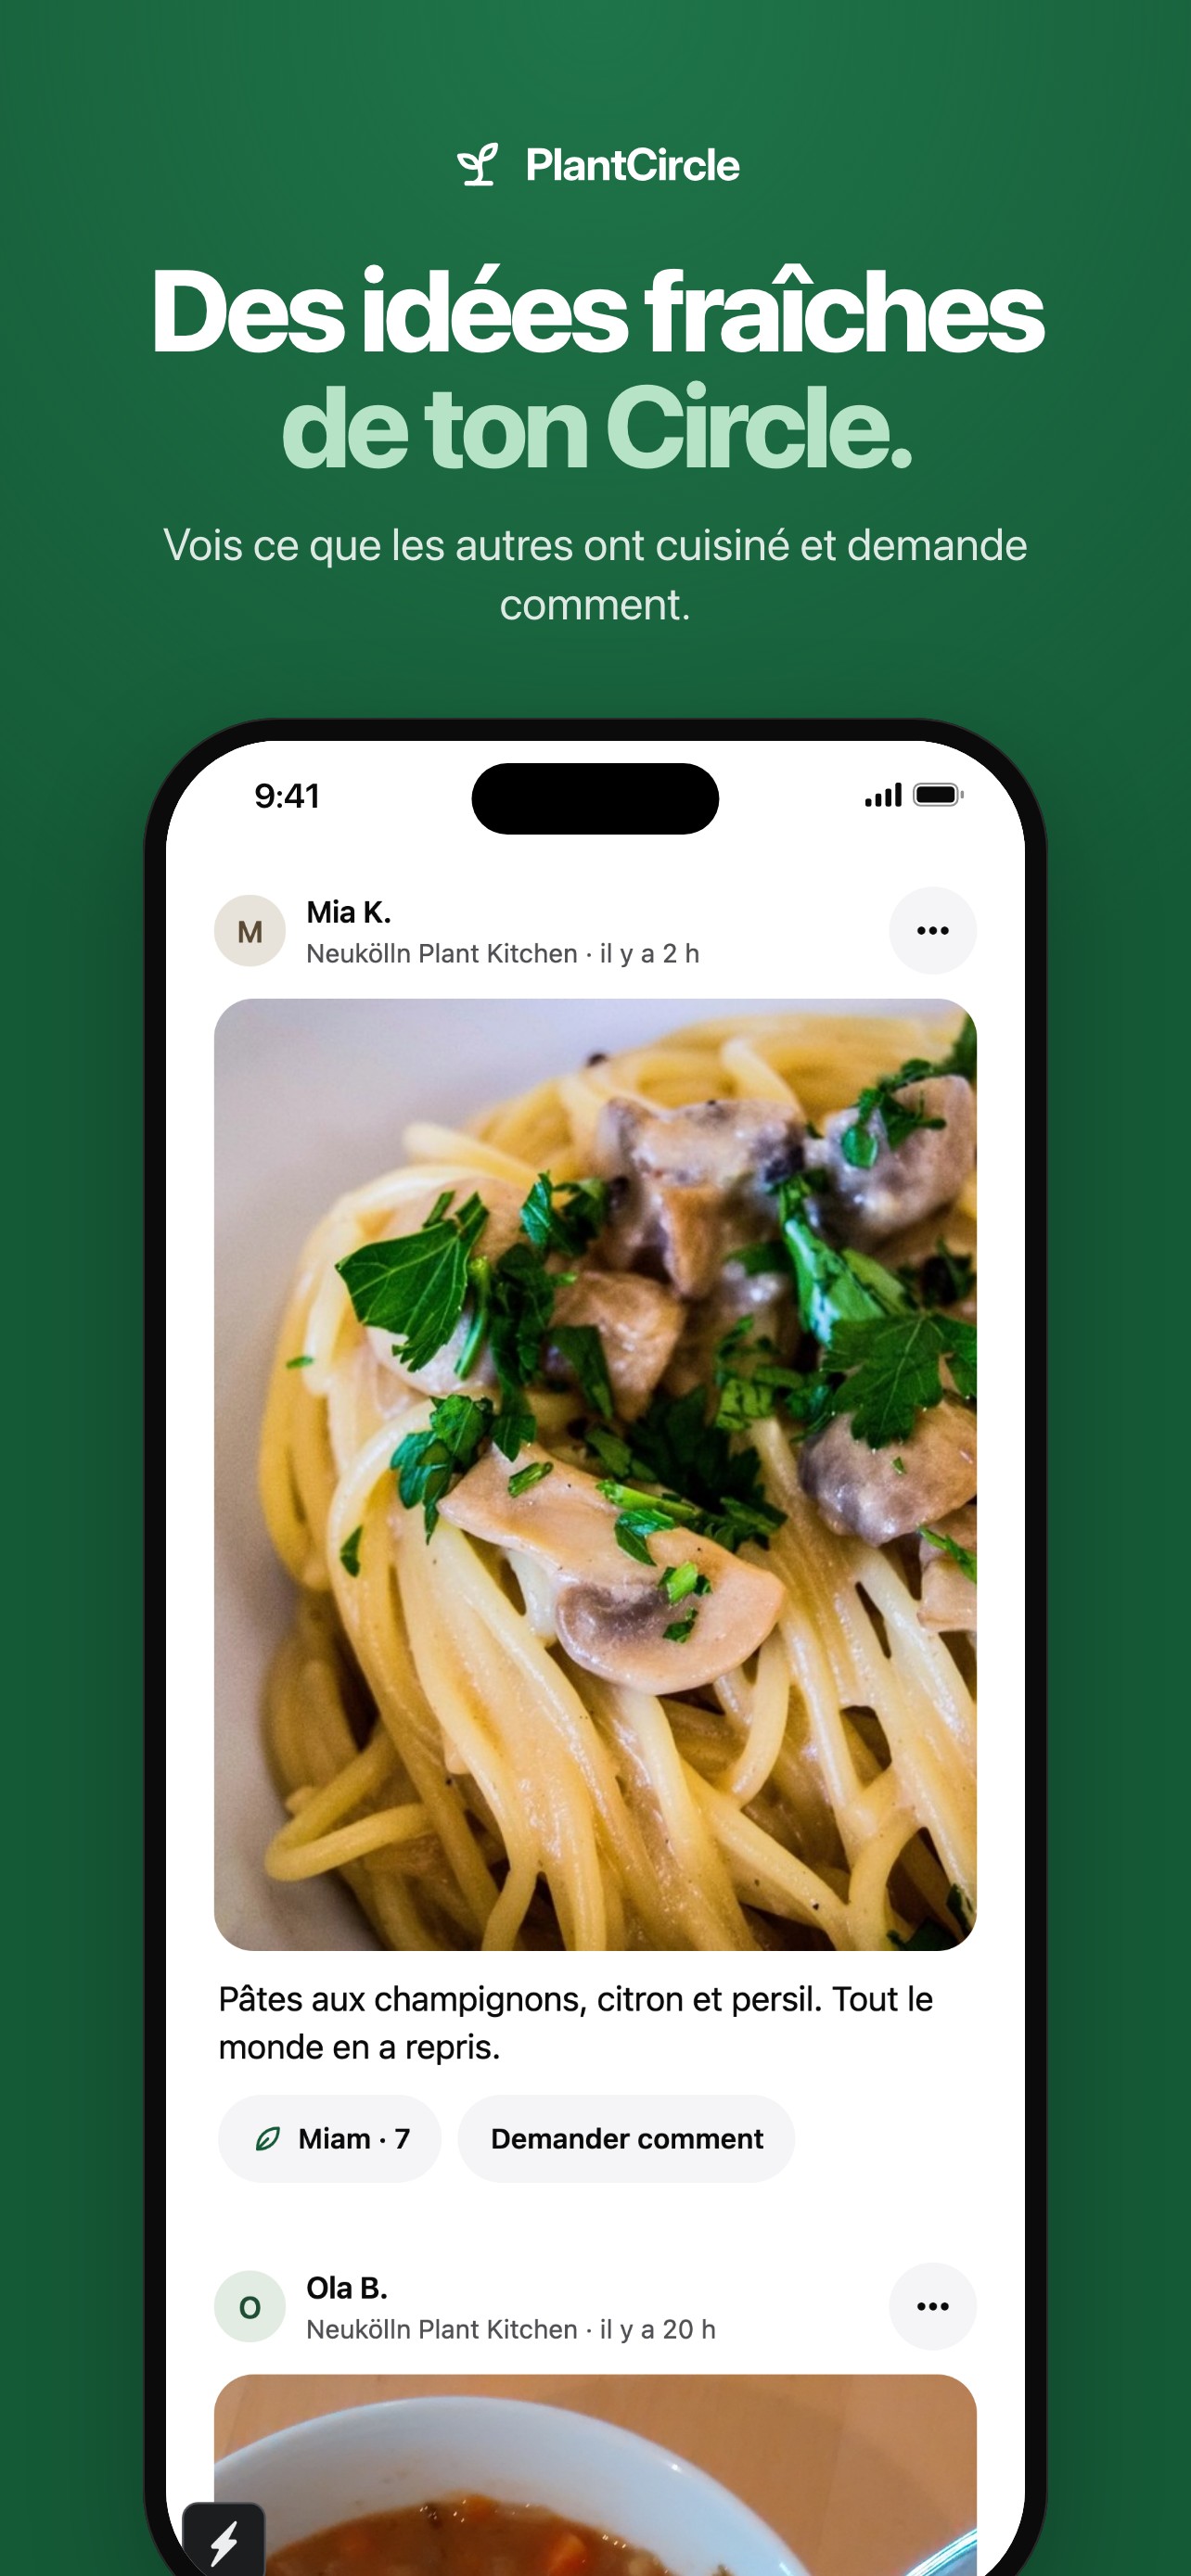 PlantCircle
Des idées fraîches
de ton Circle.
Vois ce que les autres ont cuisiné et demande
comment.
9:41
M
Mia K.
Neukölln Plant Kitchen · il y a 2 h
Pâtes aux champignons, citron et persil. Tout le
monde en a repris.
Miam · 7
Demander comment
O
Ola B.
Neukölln Plant Kitchen · il y a 20 h